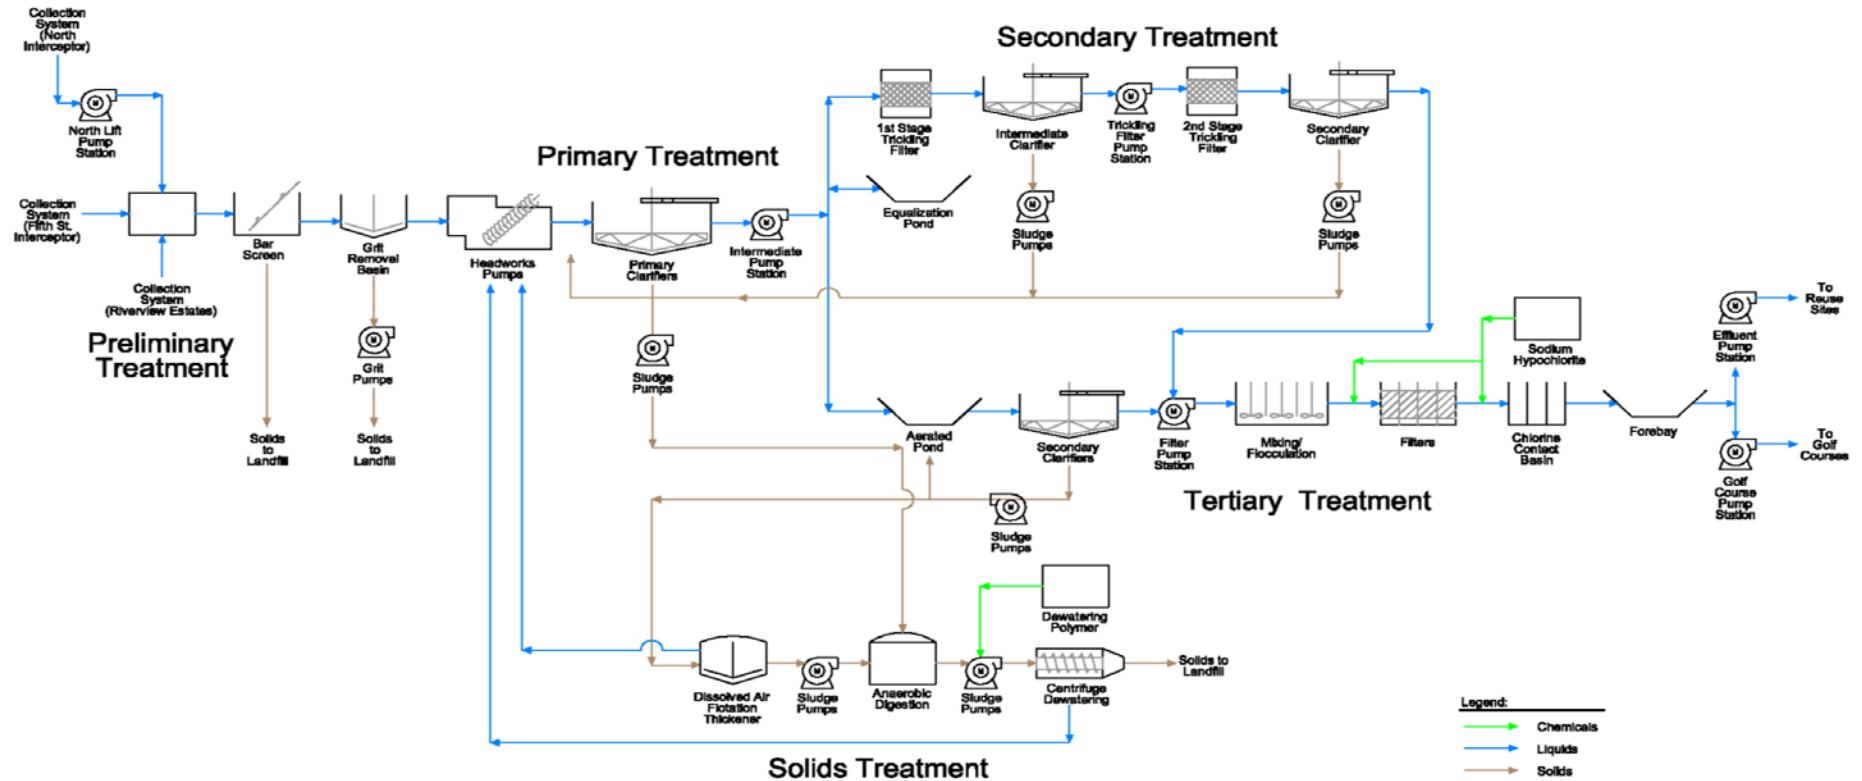 Collection
System
(North
Interceptor)
North Lift
Pump
Station
Collection
System
(Fifth St.
Interceptor)
Collection
System
(Riverview Estates)
Preliminary
Treatment
Bar
Screen
Grit
Removal
Basin
Grit
Pumps
Solids
to
Landfill
Solids
to
Landfill
Headworks
Pumps
Primary Treatment
Primary
Clarifiers
Intermediate
Pump
Station
Sludge
Pumps
Secondary Treatment
1st Stage
Trickling
Filter
Intermediate
Clarifier
Trickling
Filter
Pump
Station
2nd Stage
Trickling
Filter
Secondary
Clarifier
Equalization
Pond
Sludge
Pumps
Sludge
Pumps
Aerated
Pond
Secondary
Clarifiers
Sludge
Pumps
Filter
Pump
Station
Mixing/
Flocculation
Filters
Sodium
Hypochlorite
Chlorine
Contact
Basin
Forebay
Effluent
Pump
Station
To
Reuse
Sites
Golf
Course
Pump
Station
To
Golf
Courses
Tertiary Treatment
Dissolved Air
Flotation
Thickener
Sludge
Pumps
Anaerobic
Digestion
Sludge
Pumps
Dewatering
Polymer
Centrifuge
Dewatering
Solids to
Landfill
Solids Treatment
Legend:
Chemicals
Liquids
Solids